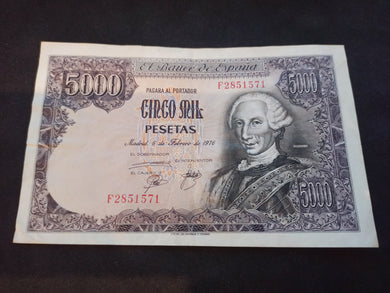 El Banco de España
5000
PAGARA AL PORTADOR
F2851571
5000
CINCO MIL
PESETAS
Madrid 6 de Febrero de 1976
EL GOBERNADOR
EL INTERVENTOR
EL CAJERO
F2851571
5000